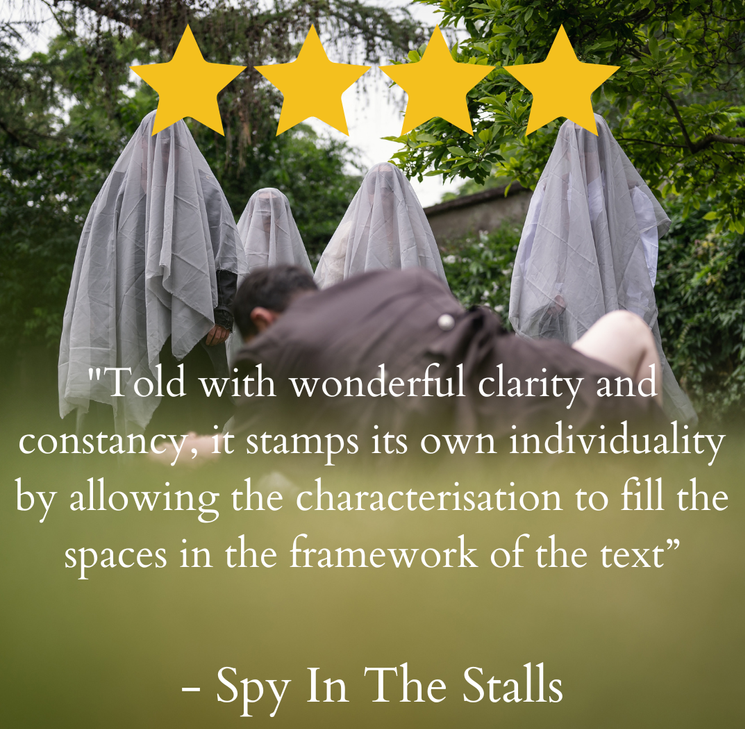 "Told with wonderful clarity and
constancy, it stamps its own individuality
by allowing the characterisation to fill the
spaces in the framework of the text”
- Spy In The Stalls